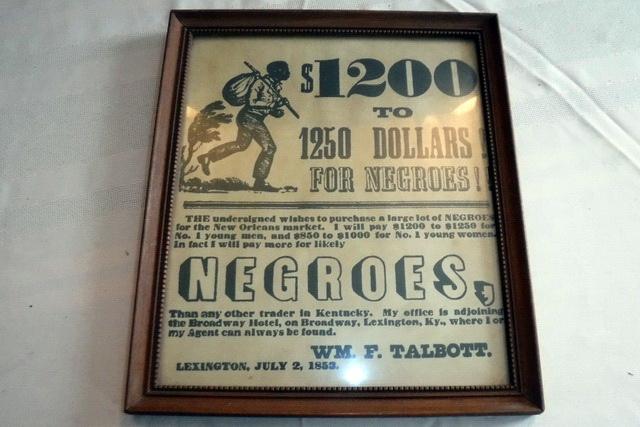 $1200
TO
1250 DOLLARS!
FOR NEGROES!!
THE undersigned wishes to purchase a large lot of NEGROES
for the New Orleans market. I will pay $1200 to $1250 for
No. 1 young men, and $850 to $1000 for No. 1 young women.
In fact I will pay more for likely
NEGROES,
Than any other trader in Kentucky. My office is adjoining
the Broadway Hotel, on Broadway, Lexington, Ky., where I or
my Agent can always be found.
WM. F. TALBOTT.
LEXINGTON, JULY 2, 1853.